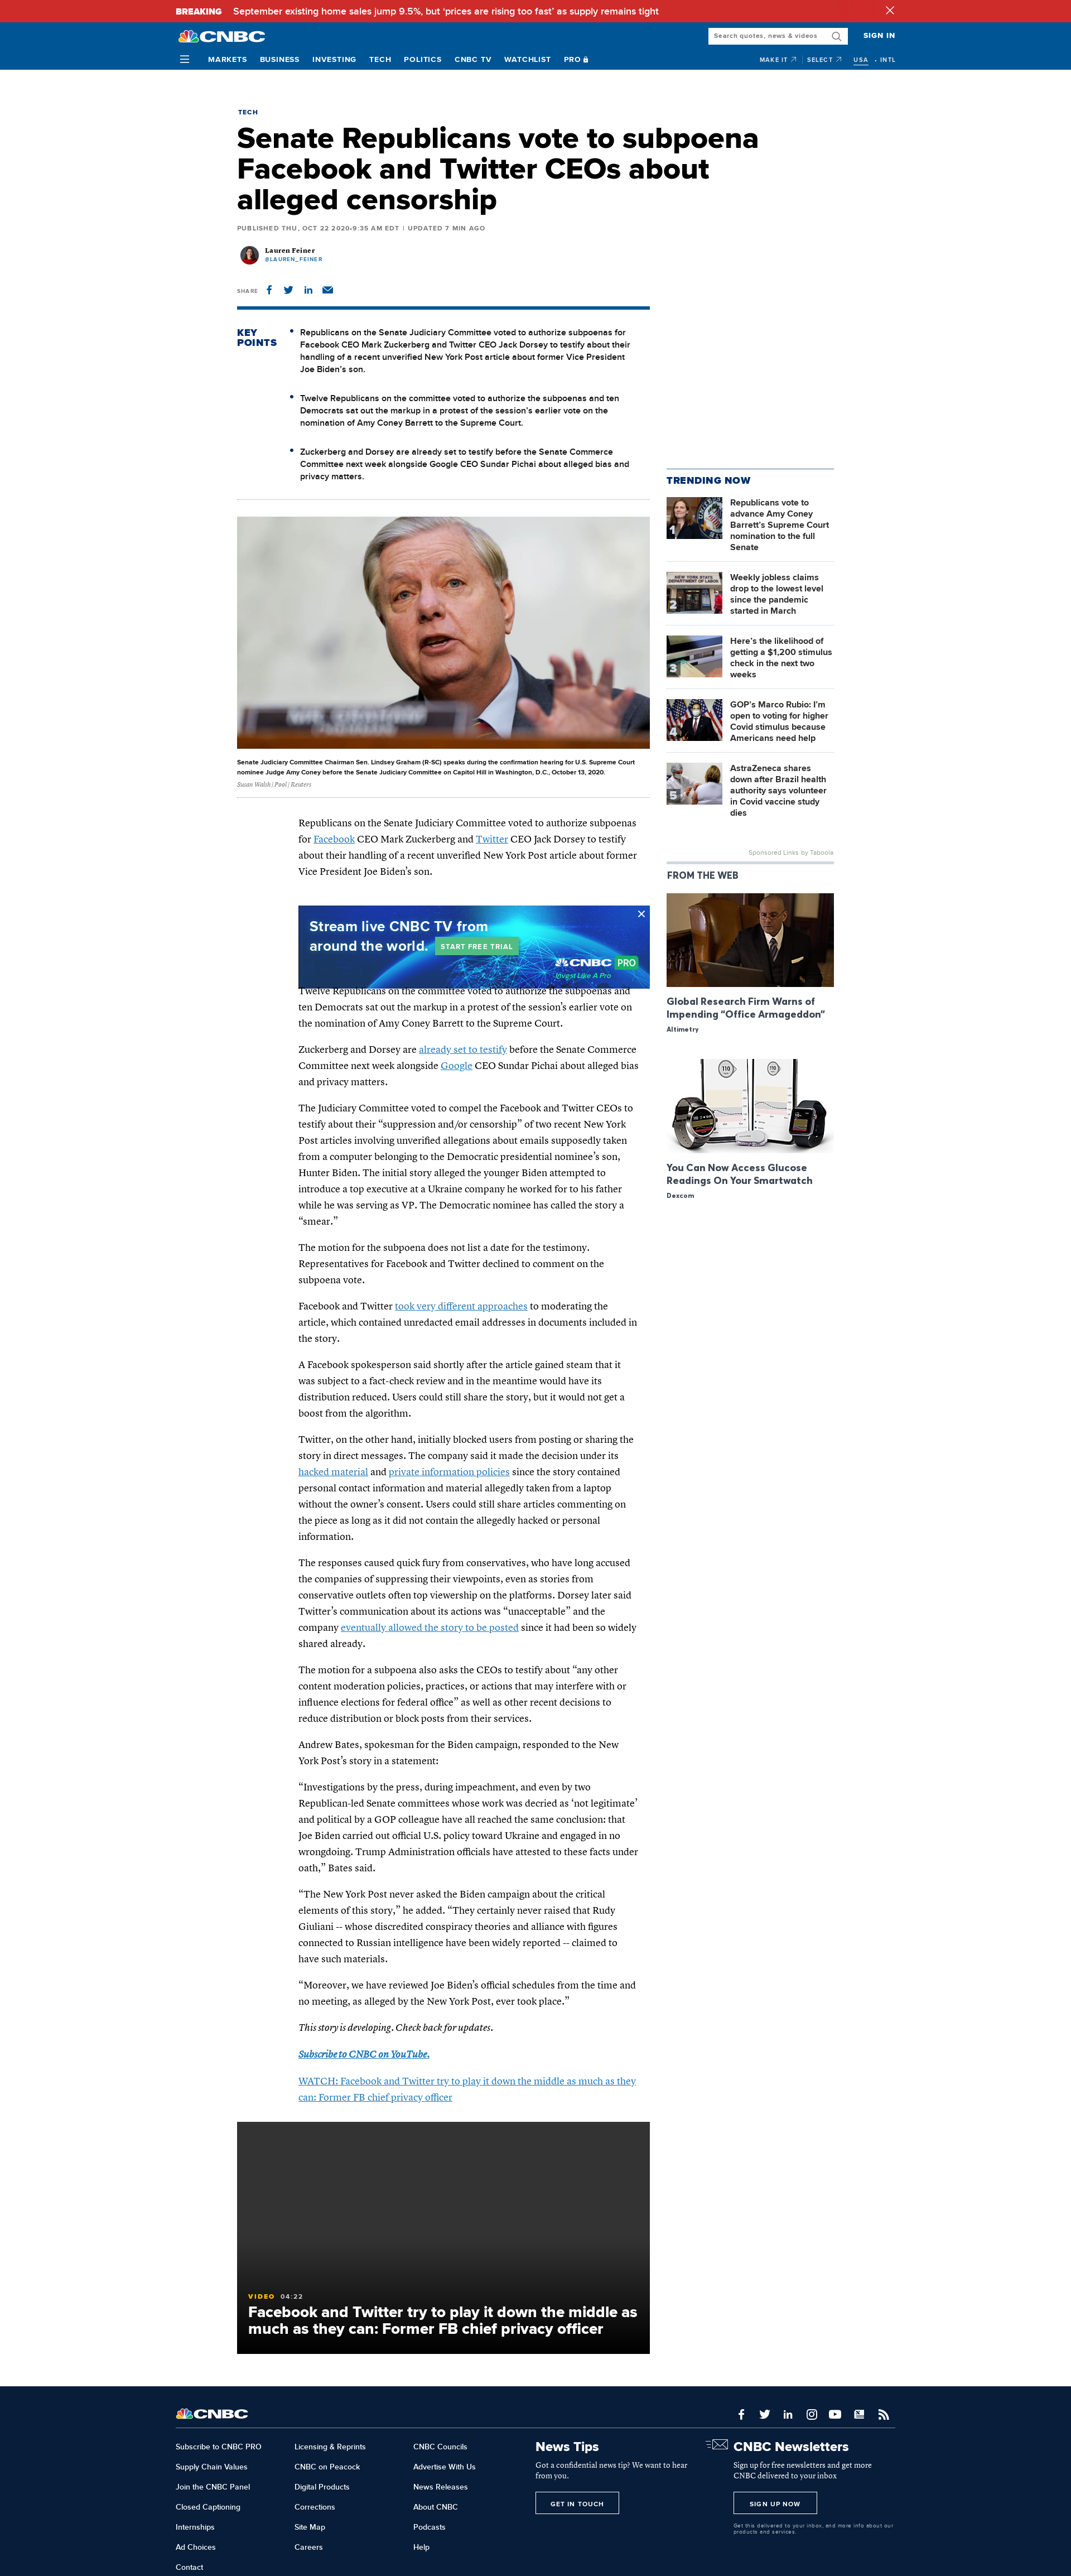 BREAKING September existing home sales jump 9.5%, but ‘prices are rising too fast’ as supply remains tight
CNBC
Search quotes, news & videos
SIGN IN
MARKETS BUSINESS INVESTING TECH POLITICS CNBC TV WATCHLIST PRO
MAKE IT SELECT USA • INTL
TECH
Senate Republicans vote to subpoena
Facebook and Twitter CEOs about
alleged censorship
PUBLISHED THU, OCT 22 2020•9:35 AM EDT | UPDATED 7 MIN AGO
Lauren Feiner
@LAUREN_FEINER
SHARE
KEY
POINTS
Republicans on the Senate Judiciary Committee voted to authorize subpoenas for
Facebook CEO Mark Zuckerberg and Twitter CEO Jack Dorsey to testify about their
handling of a recent unverified New York Post article about former Vice President
Joe Biden’s son.
Twelve Republicans on the committee voted to authorize the subpoenas and ten
Democrats sat out the markup in a protest of the session’s earlier vote on the
nomination of Amy Coney Barrett to the Supreme Court.
Zuckerberg and Dorsey are already set to testify before the Senate Commerce
Committee next week alongside Google CEO Sundar Pichai about alleged bias and
privacy matters.
Senate Judiciary Committee Chairman Sen. Lindsey Graham (R-SC) speaks during the confirmation hearing for U.S. Supreme Court
nominee Judge Amy Coney before the Senate Judiciary Committee on Capitol Hill in Washington, D.C., October 13, 2020.
Susan Walsh | Pool | Reuters
Republicans on the Senate Judiciary Committee voted to authorize subpoenas
for Facebook CEO Mark Zuckerberg and Twitter CEO Jack Dorsey to testify
about their handling of a recent unverified New York Post article about former
Vice President Joe Biden’s son.
Stream live CNBC TV from
around the world. START FREE TRIAL
CNBC PRO
Invest Like A Pro
Twelve Republicans on the committee voted to authorize the subpoenas and
ten Democrats sat out the markup in a protest of the session’s earlier vote on
the nomination of Amy Coney Barrett to the Supreme Court.
Zuckerberg and Dorsey are already set to testify before the Senate Commerce
Committee next week alongside Google CEO Sundar Pichai about alleged bias
and privacy matters.
The Judiciary Committee voted to compel the Facebook and Twitter CEOs to
testify about their “suppression and/or censorship” of two recent New York
Post articles involving unverified allegations about emails supposedly taken
from a computer belonging to the Democratic presidential nominee’s son,
Hunter Biden. The initial story alleged the younger Biden attempted to
introduce a top executive at a Ukraine company he worked for to his father
while he was serving as VP. The Democratic nominee has called the story a
“smear.”
The motion for the subpoena does not list a date for the testimony.
Representatives for Facebook and Twitter declined to comment on the
subpoena vote.
Facebook and Twitter took very different approaches to moderating the
article, which contained unredacted email addresses in documents included in
the story.
A Facebook spokesperson said shortly after the article gained steam that it
was subject to a fact-check review and in the meantime would have its
distribution reduced. Users could still share the story, but it would not get a
boost from the algorithm.
Twitter, on the other hand, initially blocked users from posting or sharing the
story in direct messages. The company said it made the decision under its
hacked material and private information policies since the story contained
personal contact information and material allegedly taken from a laptop
without the owner’s consent. Users could still share articles commenting on
the piece as long as it did not contain the allegedly hacked or personal
information.
The responses caused quick fury from conservatives, who have long accused
the companies of suppressing their viewpoints, even as stories from
conservative outlets often top viewership on the platforms. Dorsey later said
Twitter’s communication about its actions was “unacceptable” and the
company eventually allowed the story to be posted since it had been so widely
shared already.
The motion for a subpoena also asks the CEOs to testify about “any other
content moderation policies, practices, or actions that may interfere with or
influence elections for federal office” as well as other recent decisions to
reduce distribution or block posts from their services.
Andrew Bates, spokesman for the Biden campaign, responded to the New
York Post’s story in a statement:
“Investigations by the press, during impeachment, and even by two
Republican-led Senate committees whose work was decried as ‘not legitimate’
and political by a GOP colleague have all reached the same conclusion: that
Joe Biden carried out official U.S. policy toward Ukraine and engaged in no
wrongdoing. Trump Administration officials have attested to these facts under
oath,” Bates said.
“The New York Post never asked the Biden campaign about the critical
elements of this story,” he added. “They certainly never raised that Rudy
Giuliani -- whose discredited conspiracy theories and alliance with figures
connected to Russian intelligence have been widely reported -- claimed to
have such materials.
“Moreover, we have reviewed Joe Biden’s official schedules from the time and
no meeting, as alleged by the New York Post, ever took place.”
This story is developing. Check back for updates.
Subscribe to CNBC on YouTube.
WATCH: Facebook and Twitter try to play it down the middle as much as they
can: Former FB chief privacy officer
VIDEO 04:22
Facebook and Twitter try to play it down the middle as
much as they can: Former FB chief privacy officer
TRENDING NOW
1
Republicans vote to
advance Amy Coney
Barrett’s Supreme Court
nomination to the full
Senate
NEW YORK STATE
DEPARTMENT OF LABOR
2
Weekly jobless claims
drop to the lowest level
since the pandemic
started in March
3
Here’s the likelihood of
getting a $1,200 stimulus
check in the next two
weeks
4
GOP’s Marco Rubio: I’m
open to voting for higher
Covid stimulus because
Americans need help
5
AstraZeneca shares
down after Brazil health
authority says volunteer
in Covid vaccine study
dies
Sponsored Links by Taboola
FROM THE WEB
Global Research Firm Warns of
Impending “Office Armageddon”
Altimetry
110
110
You Can Now Access Glucose
Readings On Your Smartwatch
Dexcom
CNBC
Subscribe to CNBC PRO
Supply Chain Values
Join the CNBC Panel
Closed Captioning
Internships
Ad Choices
Contact
Licensing & Reprints
CNBC on Peacock
Digital Products
Corrections
Site Map
Careers
CNBC Councils
Advertise With Us
News Releases
About CNBC
Podcasts
Help
News Tips
Got a confidential news tip? We want to hear
from you.
GET IN TOUCH
CNBC Newsletters
Sign up for free newsletters and get more
CNBC delivered to your inbox
SIGN UP NOW
Get this delivered to your inbox, and more info about our
products and services.